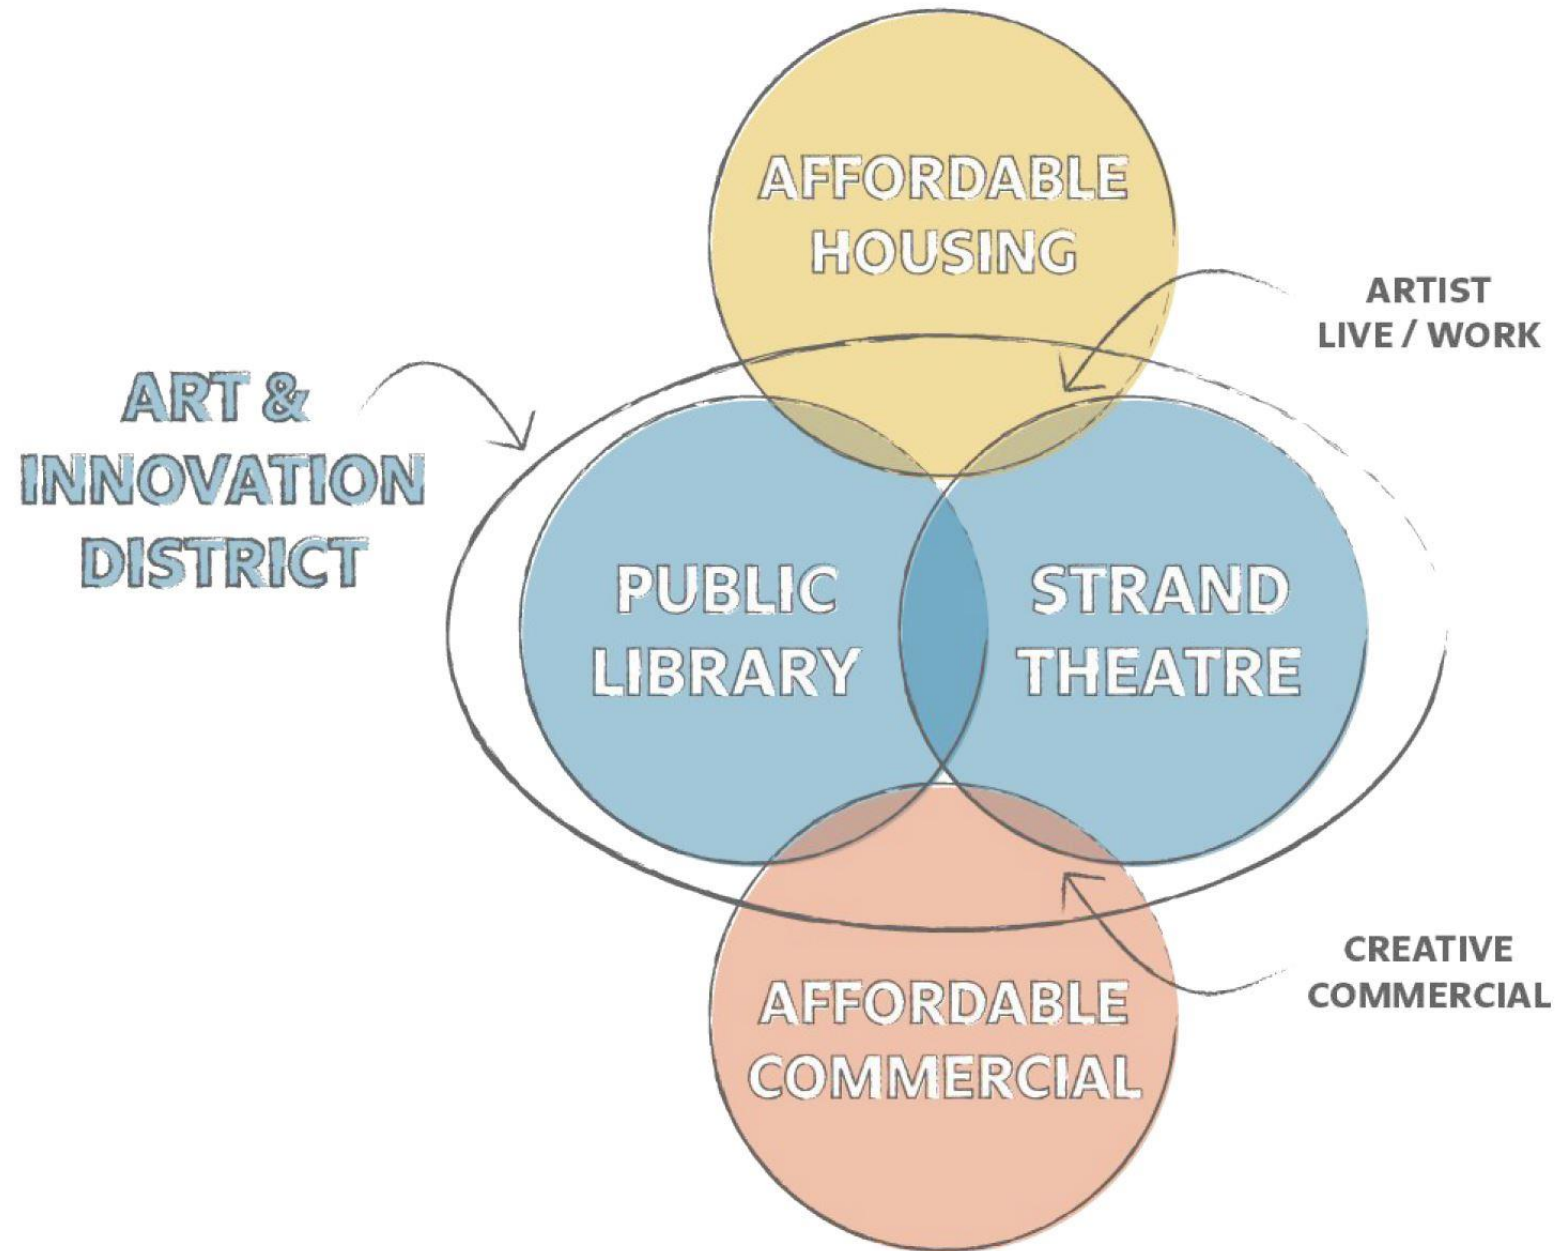 AFFORDABLE
HOUSING
ARTIST
LIVE / WORK
ART &
INNOVATION
DISTRICT
PUBLIC
LIBRARY
STRAND
THEATRE
AFFORDABLE
COMMERCIAL
CREATIVE
COMMERCIAL